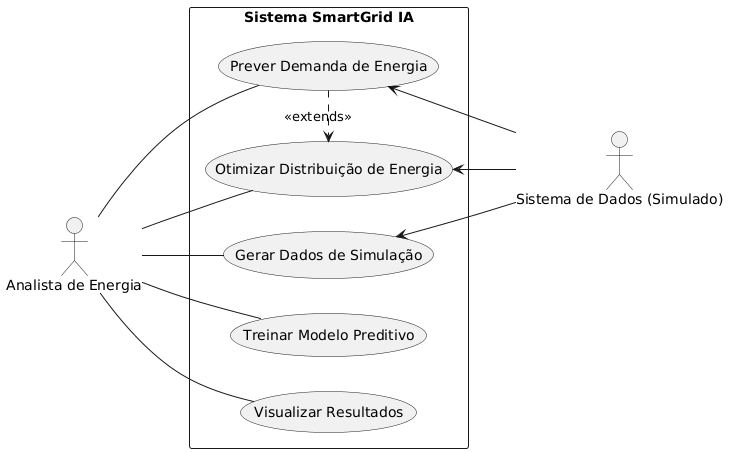 Sistema SmartGrid IA
Prever Demanda de Energia
«extends»
Otimizar Distribuição de Energia
Sistema de Dados (Simulado)
Gerar Dados de Simulação
Analista de Energia
Treinar Modelo Preditivo
Visualizar Resultados